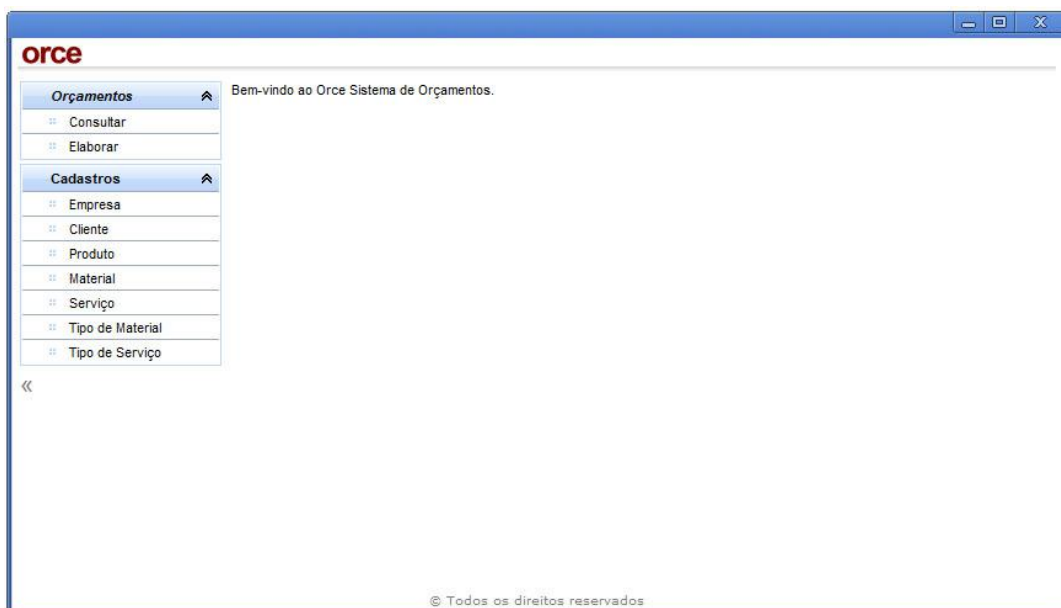 orce
Orçamentos
Consultar
Elaborar
Cadastros
Empresa
Cliente
Produto
Material
Serviço
Tipo de Material
Tipo de Serviço
«
Bem-vindo ao Orce Sistema de Orçamentos.
© Todos os direitos reservados